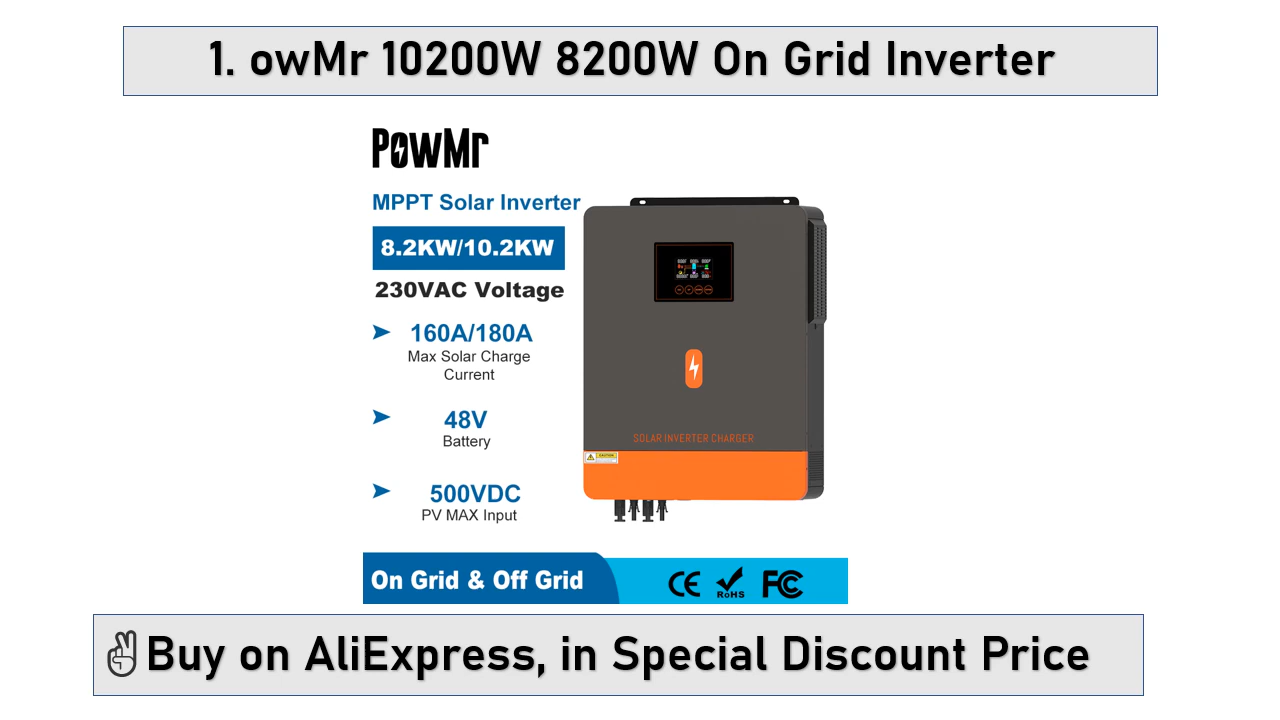 1. owMr 10200W 8200W On Grid Inverter
PowMr
MPPT Solar Inverter
8.2KW/10.2KW
230VAC Voltage
160A/180A
Max Solar Charge
Current
48V
Battery
500VDC
PV MAX Input
SOLAR INVERTER CHARGER
CAUTION
On Grid & Off Grid
CE RoHS FC
Buy on AliExpress, in Special Discount Price